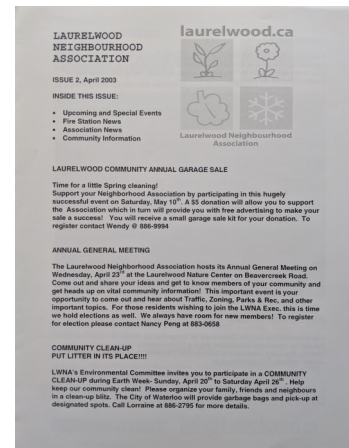 LAURELWOOD
NEIGHBOURHOOD
ASSOCIATION
ISSUE 2, April 2003
INSIDE THIS ISSUE:
• Upcoming and Special Events
• Fire Station News
• Association News
• Community Information
laurelwood.ca
Laurelwood Neighbourhood
Association
LAURELWOOD COMMUNITY ANNUAL GARAGE SALE
Time for a little Spring cleaning!
Support your Neighborhood Association by participating in this hugely
successful event on Saturday, May 10th. A $5 donation will allow you to support
the Association which in turn will provide you with free advertising to make your
sale a success! You will receive a small garage sale kit for your donation. To
register contact Wendy @ 886-9994
ANNUAL GENERAL MEETING
The Laurelwood Neighborhood Association hosts its Annual General Meeting on
Wednesday, April 23rd at the Laurelwood Nature Center on Beavercreek Road.
Come out and share your ideas and get to know members of your community and
get heads up on vital community information! This important event is your
opportunity to come out and hear about Traffic, Zoning, Parks & Rec, and other
important topics. For those residents wishing to join the LWNA Exec. this is time
we hold elections as well. We always have room for new members! To register
for election please contact Nancy Peng at 883-0658
COMMUNITY CLEAN-UP
PUT LITTER IN ITS PLACE!!!!
LWNA's Environmental Committee invites you to participate in a COMMUNITY
CLEAN-UP during Earth Week- Sunday, April 20th to Saturday April 26th. Help
keep our community clean! Please organize your family, friends and neighbours
in a clean-up blitz. The City of Waterloo will provide garbage bags and pick-up at
designated spots. Call Lorraine at 886-2795 for more details.